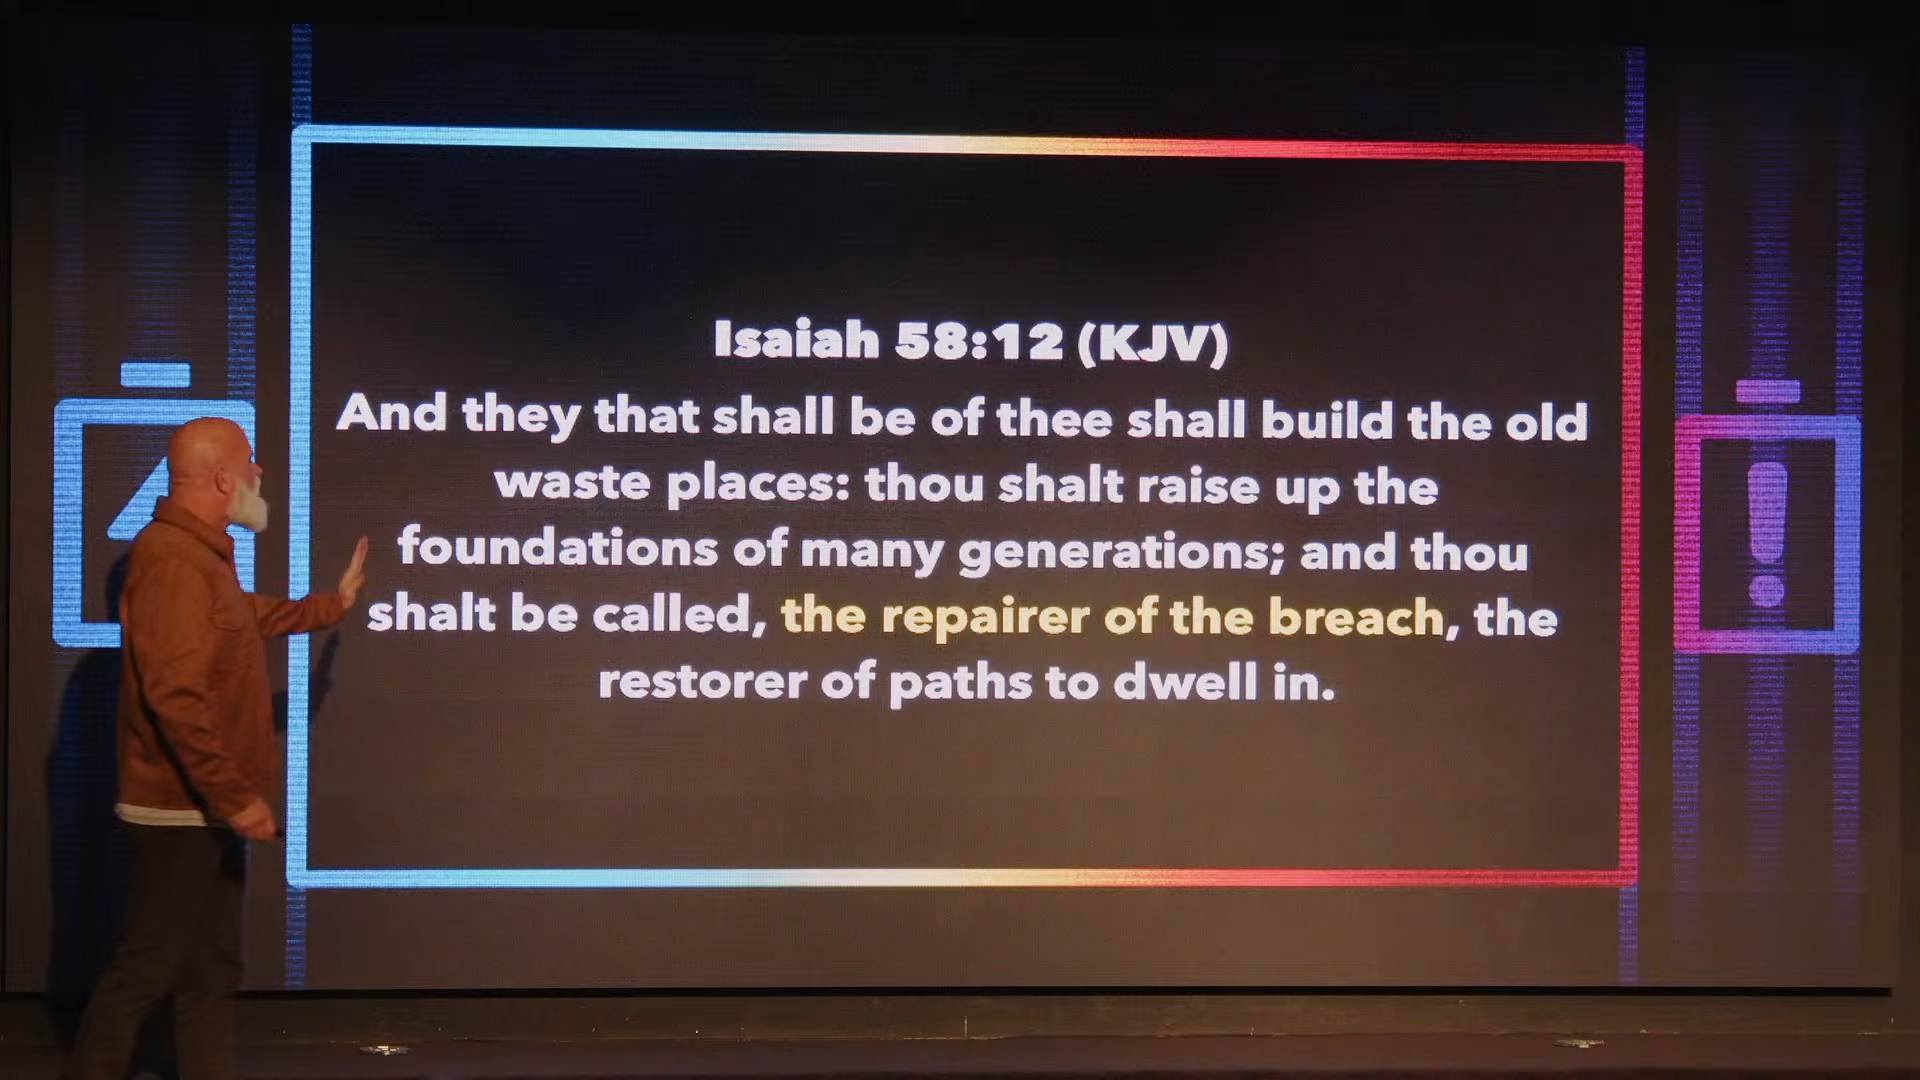 Isaiah 58:12 (KJV)
And they that shall be of thee shall build the old
waste places: thou shalt raise up the
foundations of many generations; and thou
shalt be called, the repairer of the breach, the
restorer of paths to dwell in.
!